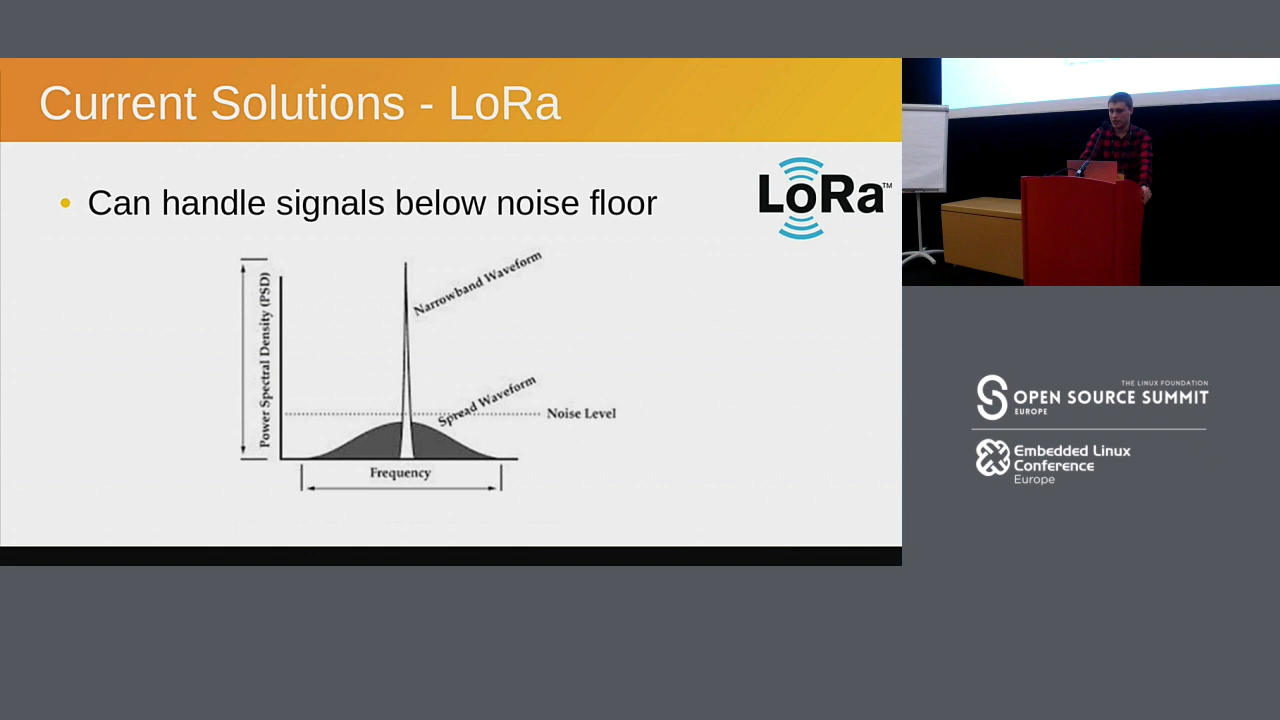 Current Solutions - LoRa
• Can handle signals below noise floor
LoRa™
Power Spectral Density (PSD)
Narrowband Waveform
Spread Waveform
Noise Level
Frequency
THE LINUX FOUNDATION
OPEN SOURCE SUMMIT
EUROPE
Embedded Linux
Conference
Europe